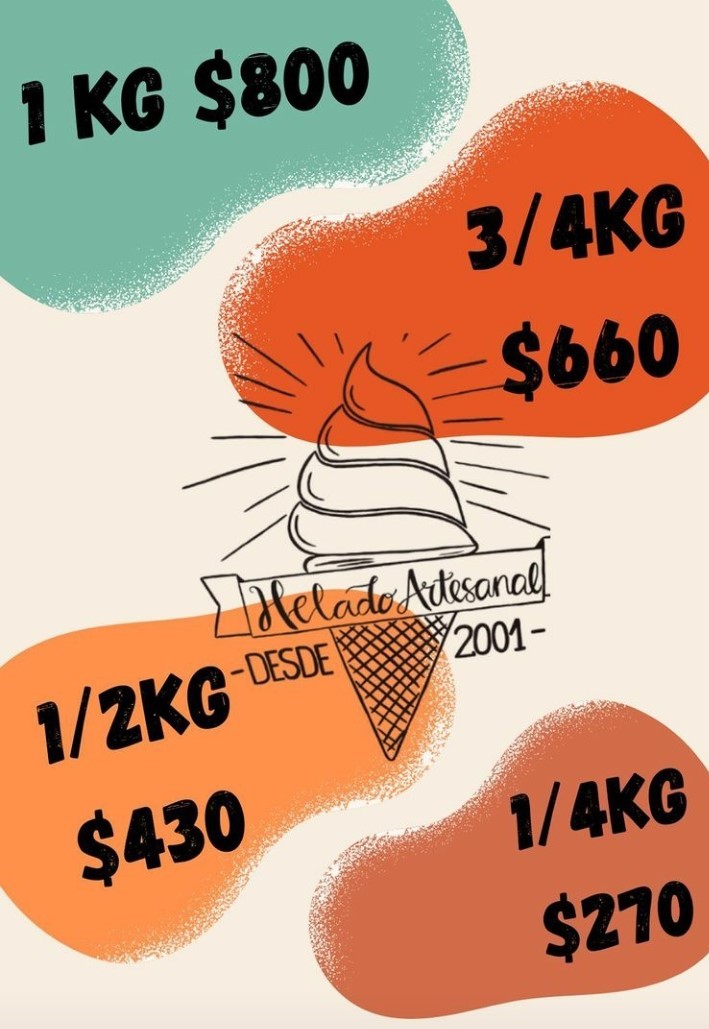 1 KG $800
3/4KG
$660
Helado Artesanal
-DESDE 2001-
1/2KG
$430
1/4KG
$270